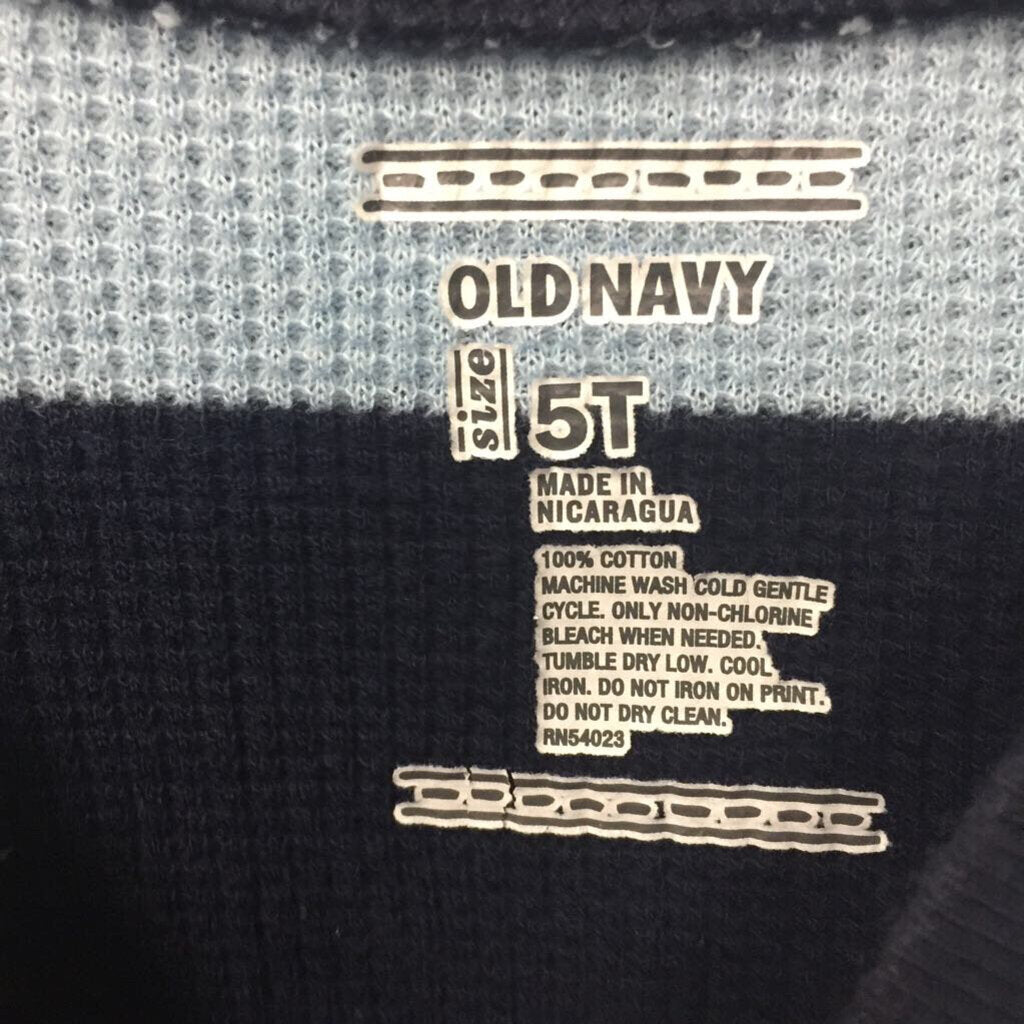 OLD NAVY
size 5T
MADE IN
NICARAGUA
100% COTTON
MACHINE WASH COLD GENTLE
CYCLE. ONLY NON-CHLORINE
BLEACH WHEN NEEDED.
TUMBLE DRY LOW. COOL
IRON. DO NOT IRON ON PRINT.
DO NOT DRY CLEAN.
RN54023